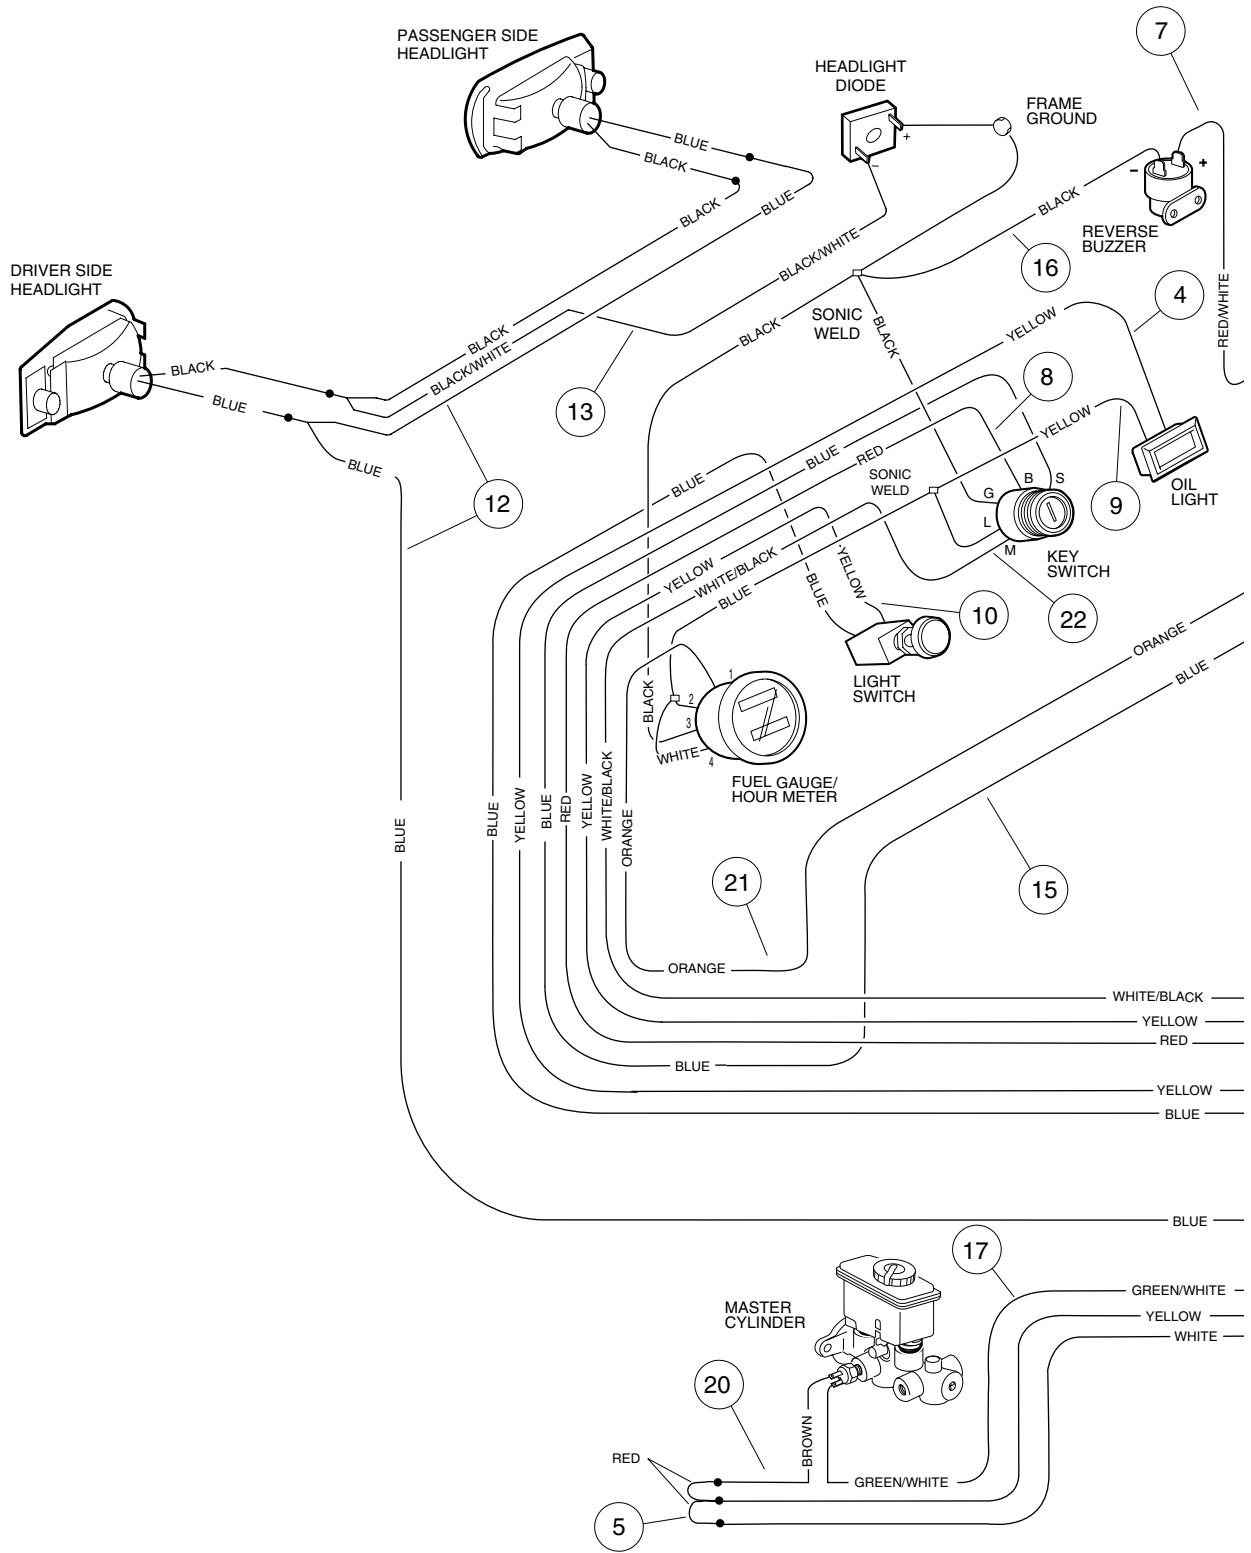 7
PASSENGER SIDE
HEADLIGHT
HEADLIGHT
DIODE
FRAME
GROUND
+
−
BLUE
BLACK
−
+
BLACK
BLUE
BLACK
REVERSE
BUZZER
16
BLACK/WHITE
DRIVER SIDE
HEADLIGHT
4
RED/WHITE
SONIC
WELD
BLACK
YELLOW
BLACK
BLACK
BLACK/WHITE
BLACK
BLUE
13
8
YELLOW
BLUE
RED
BLUE
BLUE
SONIC
WELD
G
B
S
L
M
OIL
LIGHT
9
12
KEY
SWITCH
YELLOW
WHITE/BLACK
BLUE
YELLOW
BLUE
10
22
ORANGE
BLUE
LIGHT
SWITCH
BLACK
1
2
3
4
WHITE
FUEL GAUGE/
HOUR METER
BLUE
BLUE
YELLOW
BLUE
RED
YELLOW
WHITE/BLACK
ORANGE
21
15
ORANGE
WHITE/BLACK
YELLOW
RED
BLUE
YELLOW
BLUE
BLUE
17
MASTER
CYLINDER
GREEN/WHITE
YELLOW
WHITE
20
BROWN
RED
GREEN/WHITE
5